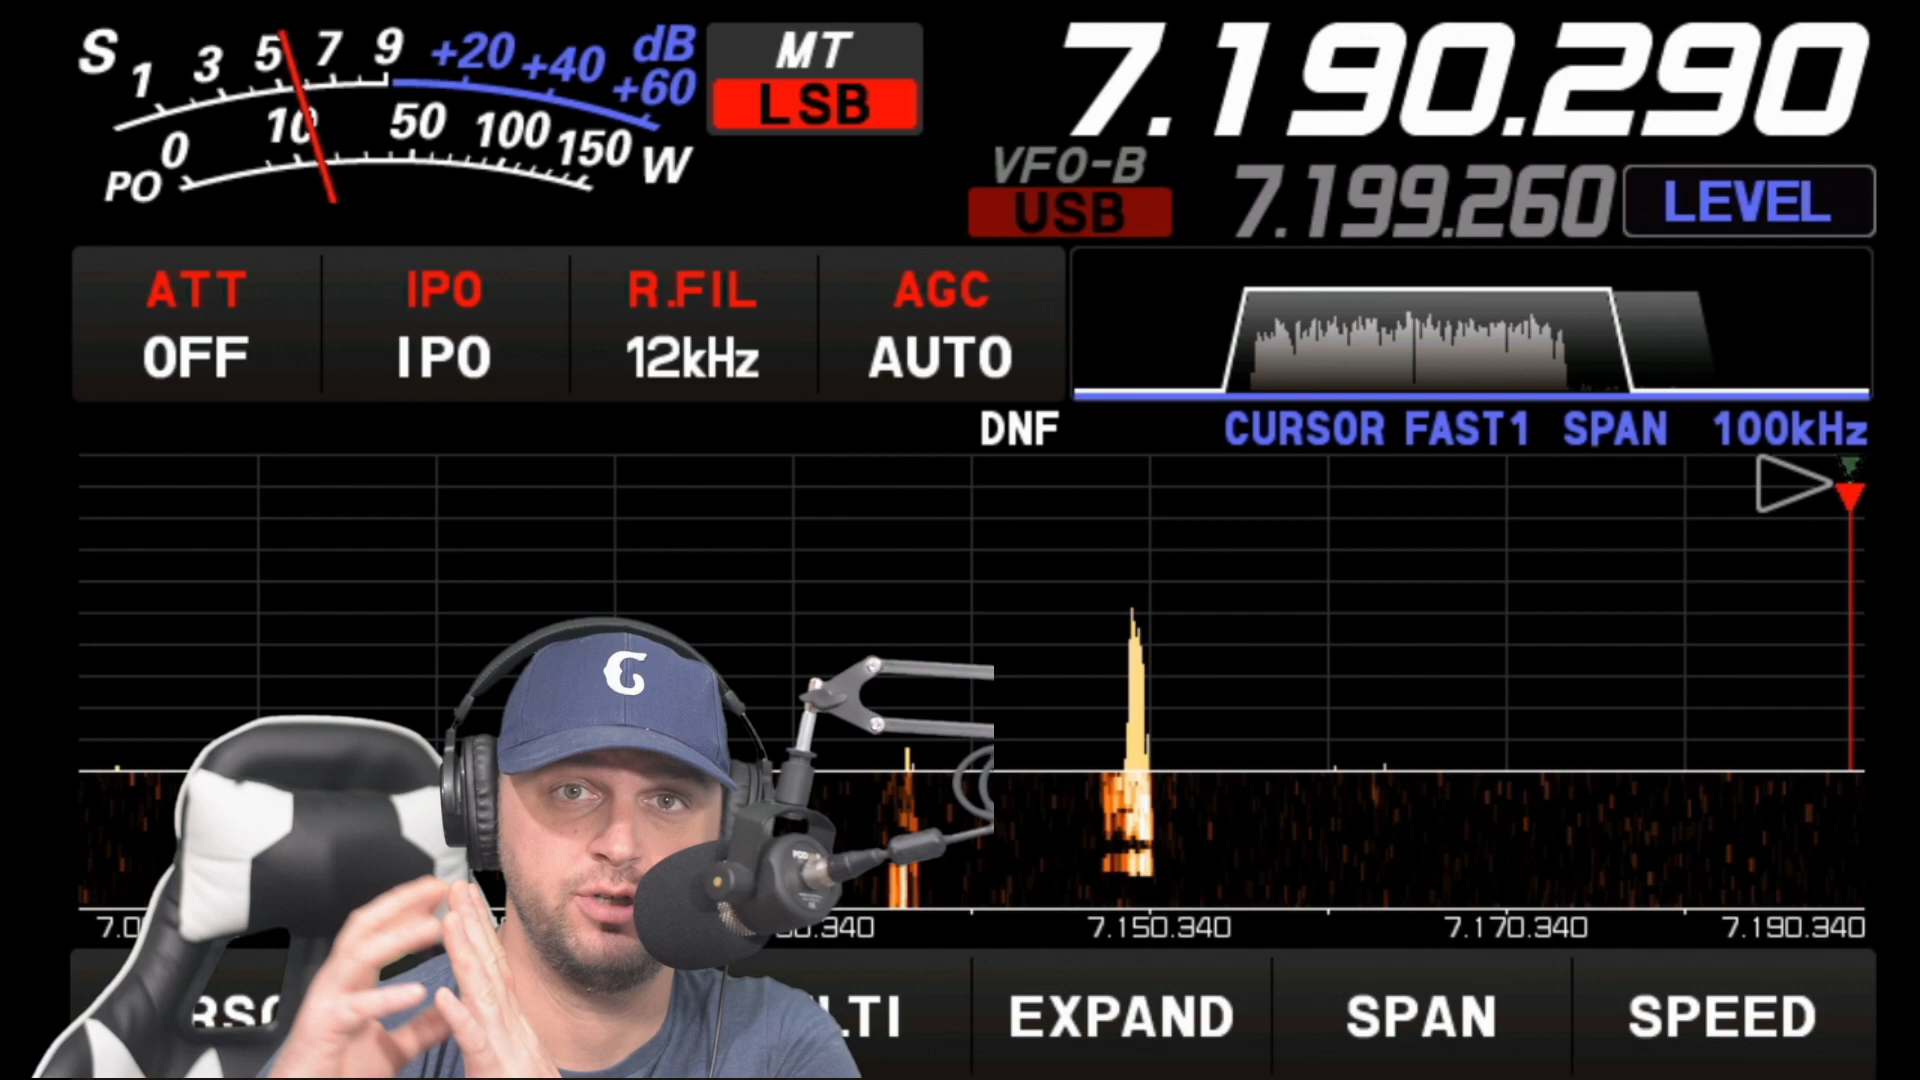 S 1 3 5 7 9 +20 +40 +60 dB
PO 0 10 50 100 150 W
MT
LSB
7.190.290
VFO-B
USB
7.199.260
LEVEL
ATT IPO R.FIL AGC
OFF IPO 12kHz AUTO
DNF CURSOR FAST1 SPAN 100kHz
G
7.150.340 7.170.340 7.190.340
EXPAND SPAN SPEED